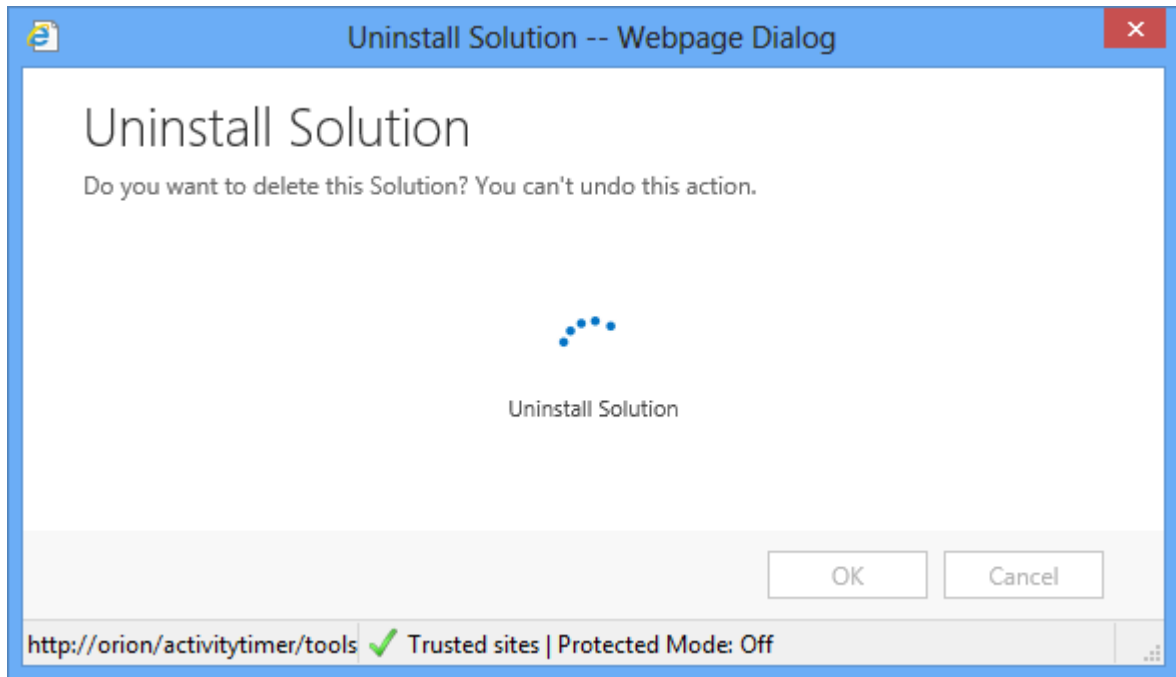 Uninstall Solution -- Webpage Dialog
Uninstall Solution
Do you want to delete this Solution? You can't undo this action.
Uninstall Solution
OK Cancel
http://orion/activitytimer/tools Trusted sites | Protected Mode: Off